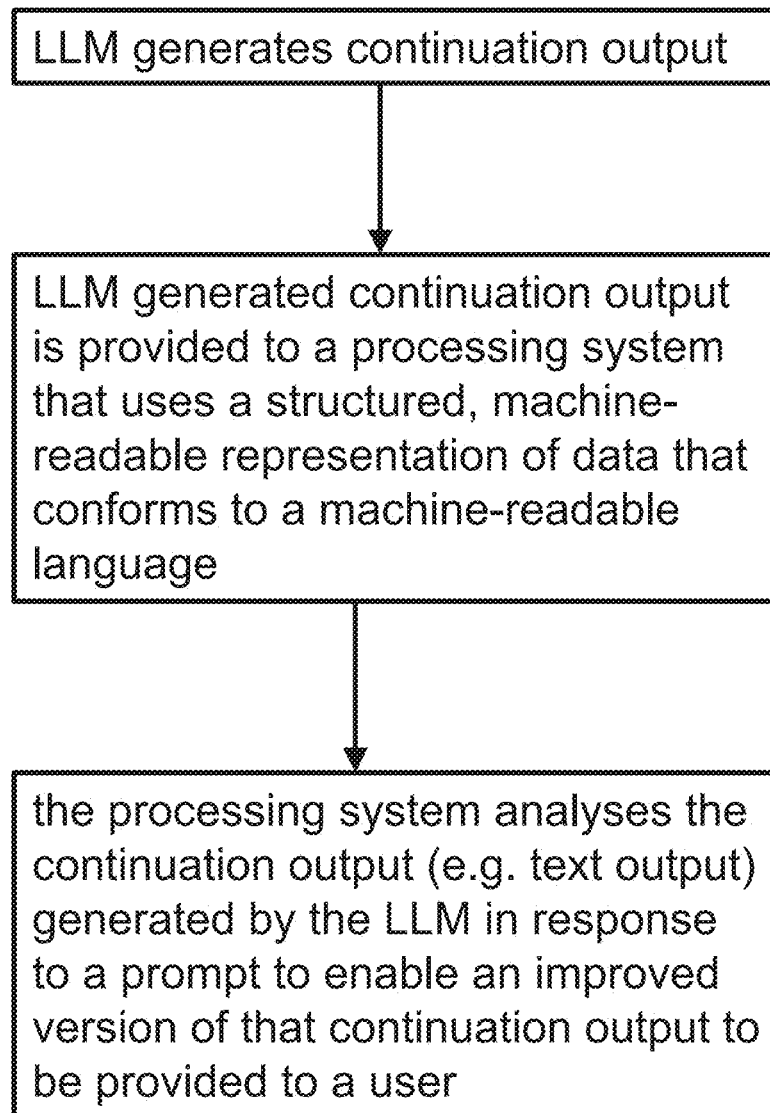 LLM generates continuation output
LLM generated continuation output
is provided to a processing system
that uses a structured, machine-
readable representation of data that
conforms to a machine-readable
language
the processing system analyses the
continuation output (e.g. text output)
generated by the LLM in response
to a prompt to enable an improved
version of that continuation output to
be provided to a user